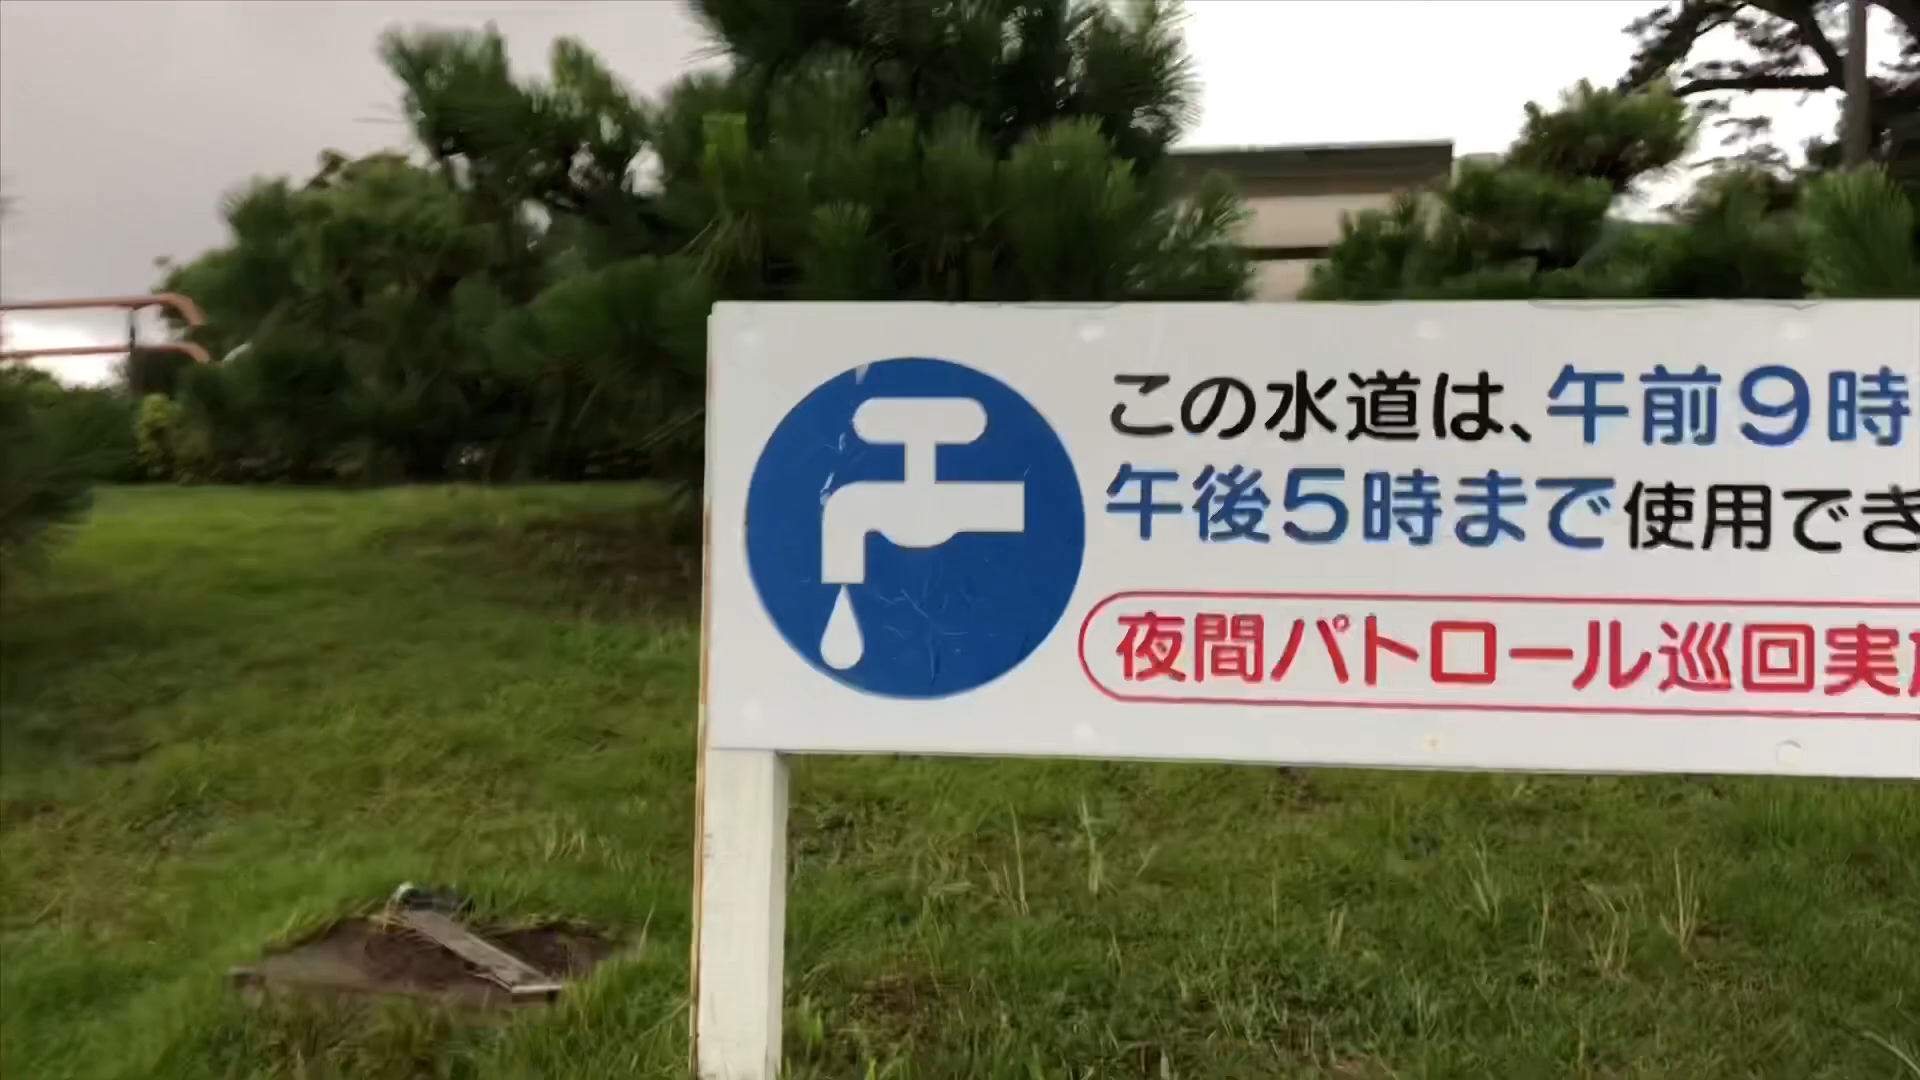 この水道は、午前9時
午後5時まで使用でき
夜間パトロール巡回実